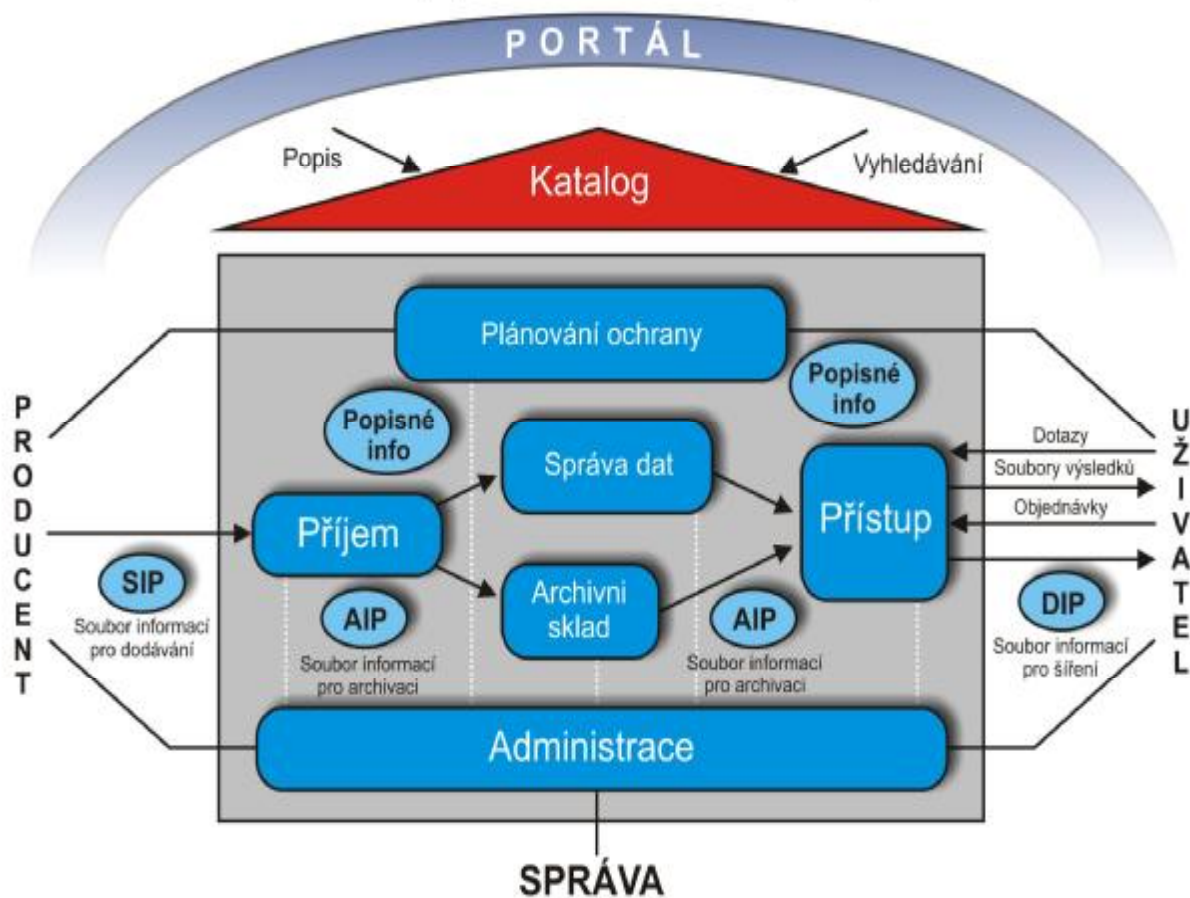 PORTÁL
Popis
Vyhledávání
Katalog
Plánování ochrany
Popisné
info
Popisné
info
PRODUCENT
UŽIVATEL
Dotazy
Soubory výsledků
Objednávky
Správa dat
Příjem
Přístup
SIP
Soubor informací
pro dodávání
AIP
Soubor informací
pro archivaci
Archivni
sklad
AIP
Soubor informací
pro archivaci
DIP
Soubor informací
pro šíření
Administrace
SPRÁVA